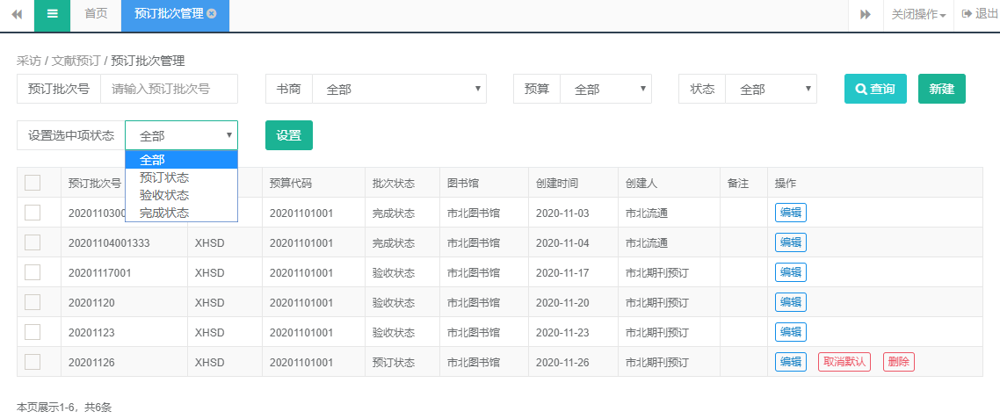 首页 预订批次管理 关闭操作 退出
采访 / 文献预订 / 预订批次管理
预订批次号 请输入预订批次号 书商 全部 预算 全部 状态 全部 查询 新建
设置选中项状态 全部 设置
全部
预订状态
验收状态
完成状态
预订批次号 预算代码 批次状态 图书馆 创建时间 创建人 备注 操作
2020110300 20201101001 完成状态 市北图书馆 2020-11-03 市北流通 编辑
20201104001333 XHSD 20201101001 完成状态 市北图书馆 2020-11-04 市北流通 编辑
20201117001 XHSD 20201101001 验收状态 市北图书馆 2020-11-17 市北期刊预订 编辑
20201120 XHSD 20201101001 验收状态 市北图书馆 2020-11-20 市北期刊预订 编辑
20201123 XHSD 20201101001 验收状态 市北图书馆 2020-11-23 市北期刊预订 编辑
20201126 XHSD 20201101001 预订状态 市北图书馆 2020-11-26 市北期刊预订 编辑 取消默认 删除
本页展示1-6，共6条